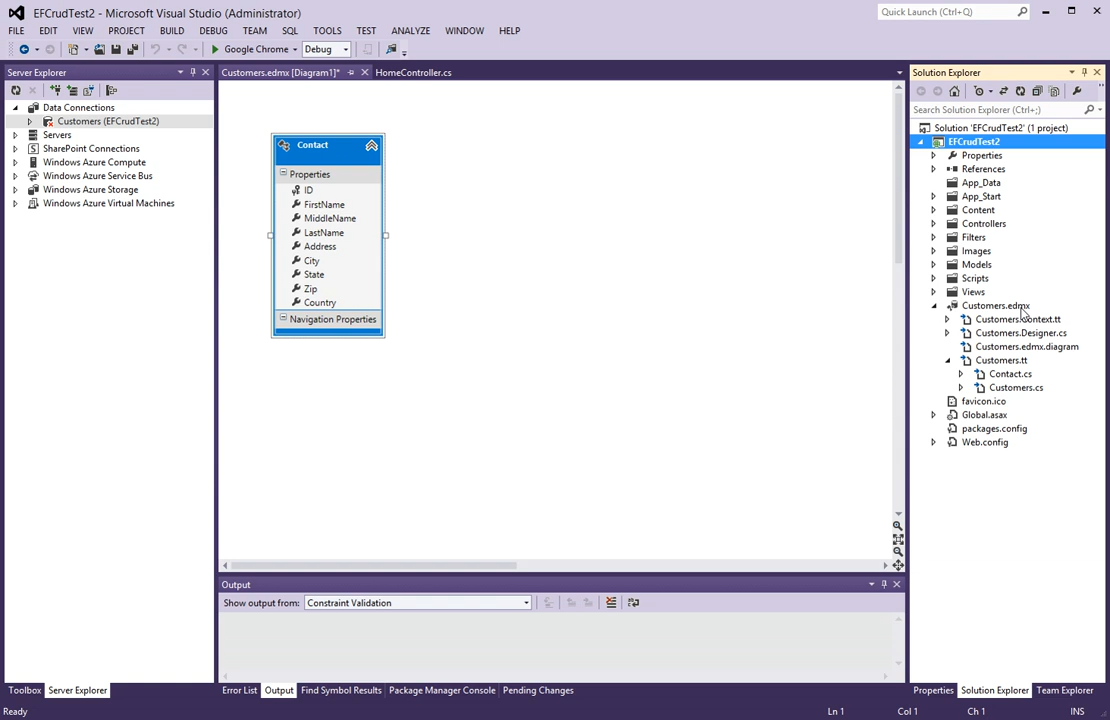 EFCrudTest2 - Microsoft Visual Studio (Administrator)
Quick Launch (Ctrl+Q)
FILE EDIT VIEW PROJECT BUILD DEBUG TEAM SQL TOOLS TEST ANALYZE WINDOW HELP
Google Chrome Debug
Server Explorer
Data Connections
Customers (EFCrudTest2)
Servers
SharePoint Connections
Windows Azure Compute
Windows Azure Service Bus
Windows Azure Storage
Windows Azure Virtual Machines
Toolbox Server Explorer
Customers.edmx [Diagram1]* HomeController.cs
Contact
Properties
ID
FirstName
MiddleName
LastName
Address
City
State
Zip
Country
Navigation Properties
Output
Show output from: Constraint Validation
Error List Output Find Symbol Results Package Manager Console Pending Changes
Solution Explorer
Search Solution Explorer (Ctrl+;)
Solution 'EFCrudTest2' (1 project)
EFCrudTest2
Properties
References
App_Data
App_Start
Content
Controllers
Filters
Images
Models
Scripts
Views
Customers.edmx
Customers.Context.tt
Customers.Designer.cs
Customers.edmx.diagram
Customers.tt
Contact.cs
Customers.cs
favicon.ico
Global.asax
packages.config
Web.config
Properties Solution Explorer Team Explorer
Ready Ln 1 Col 1 Ch 1 INS